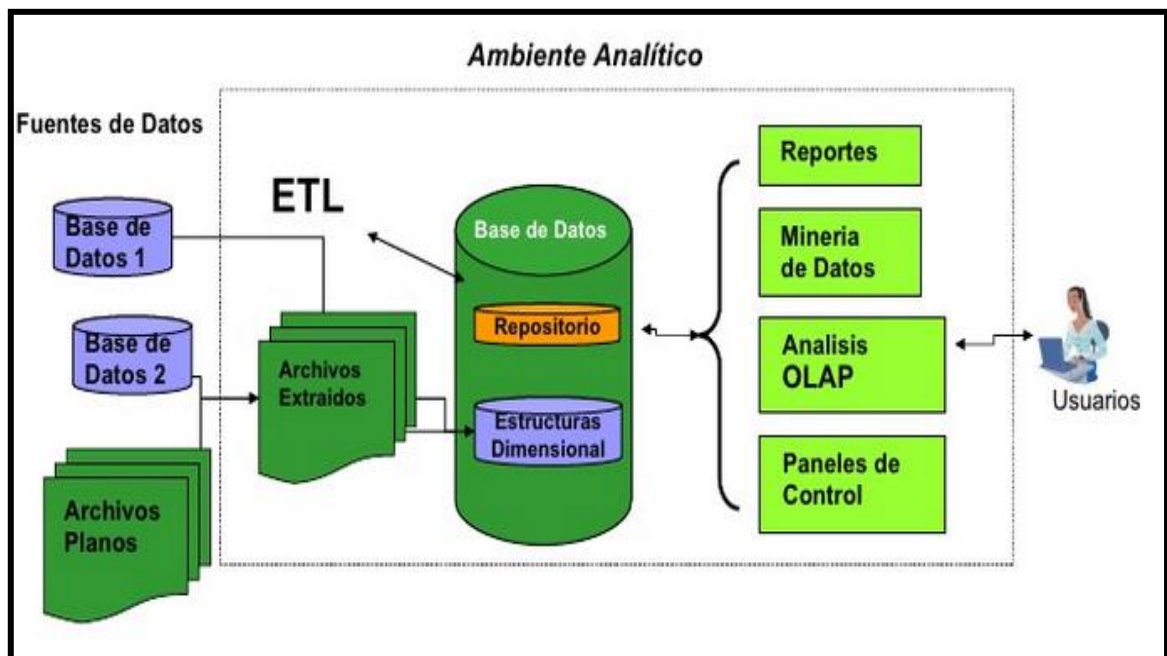 Ambiente Analítico
Fuentes de Datos
Base de
Datos 1
Base de
Datos 2
Archivos
Planos
ETL
Archivos
Extraidos
Base de Datos
Repositorio
Estructuras
Dimensional
Reportes
Mineria
de Datos
Analisis
OLAP
Paneles de
Control
Usuarios